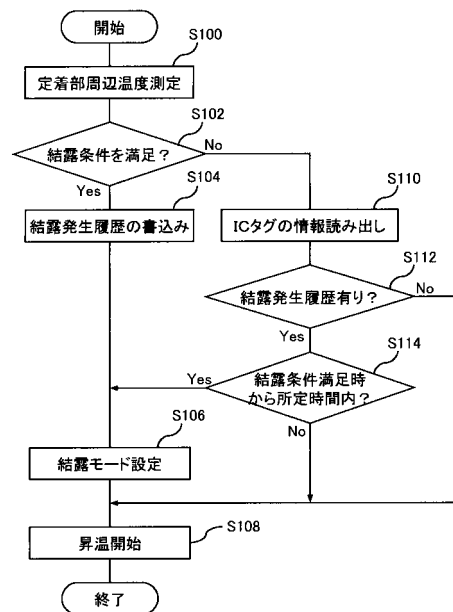 開始
S100
定着部周辺温度測定
S102
結露条件を満足？
No
Yes
S104
結露発生履歴の書込み
S110
ICタグの情報読み出し
S112
結露発生履歴有り？
No
Yes
S114
結露条件満足時
から所定時間内？
Yes
No
S106
結露モード設定
S108
昇温開始
終了